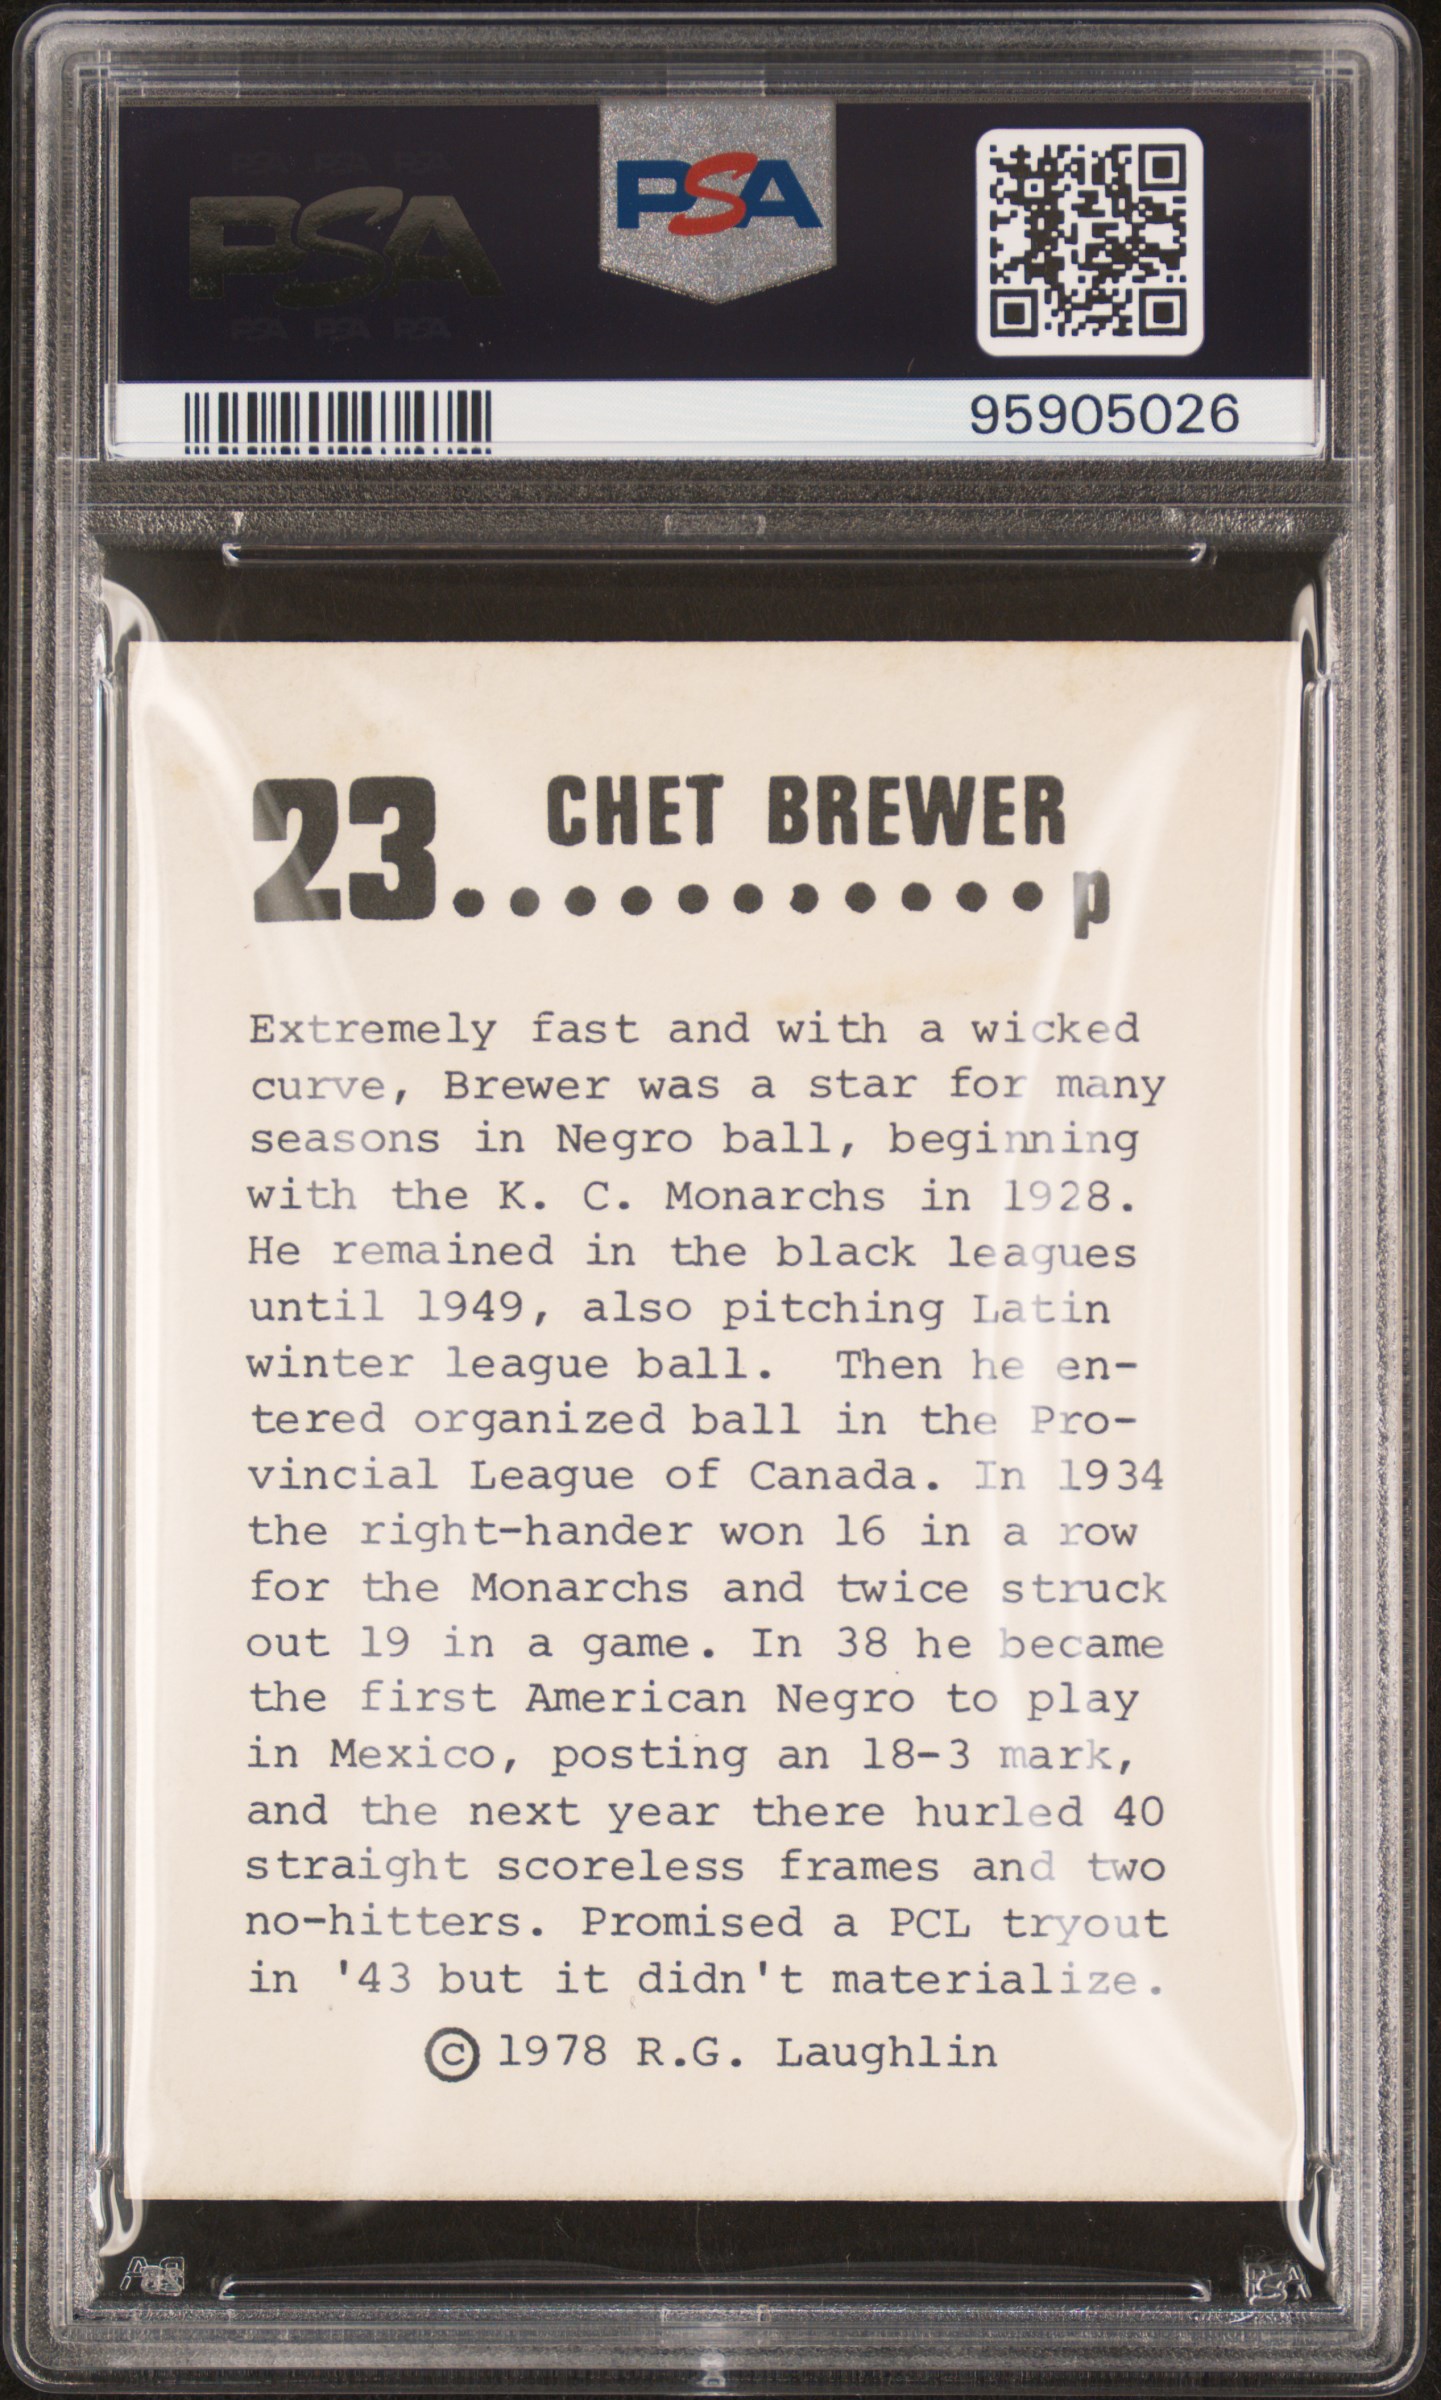 PSA
PSA
95905026
23 CHET BREWER
............p
Extremely fast and with a wicked
curve, Brewer was a star for many
seasons in Negro ball, beginning
with the K. C. Monarchs in 1928.
He remained in the black leagues
until 1949, also pitching Latin
winter league ball.  Then he en-
tered organized ball in the Pro-
vincial League of Canada. In 1934
the right-hander won 16 in a row
for the Monarchs and twice struck
out 19 in a game. In 38 he became
the first American Negro to play
in Mexico, posting an 18-3 mark,
and the next year there hurled 40
straight scoreless frames and two
no-hitters. Promised a PCL tryout
in '43 but it didn't materialize.
© 1978 R.G. Laughlin
PSA
PSA